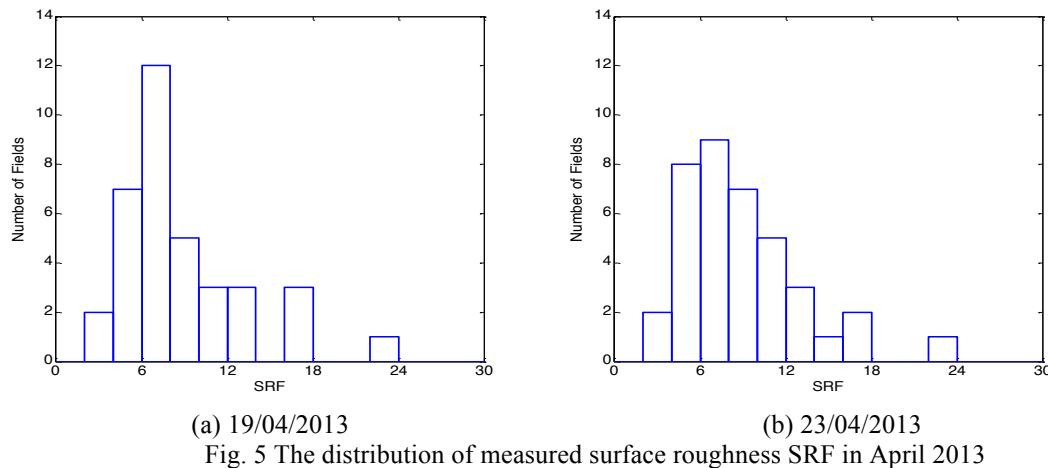 14
12
10
8
6
4
2
0
Number of Fields
0 6 12 18 24 30
SRF
(a) 19/04/2013
14
12
10
8
6
4
2
0
Number of Fields
0 6 12 18 24 30
SRF
(b) 23/04/2013
Fig. 5 The distribution of measured surface roughness SRF in April 2013